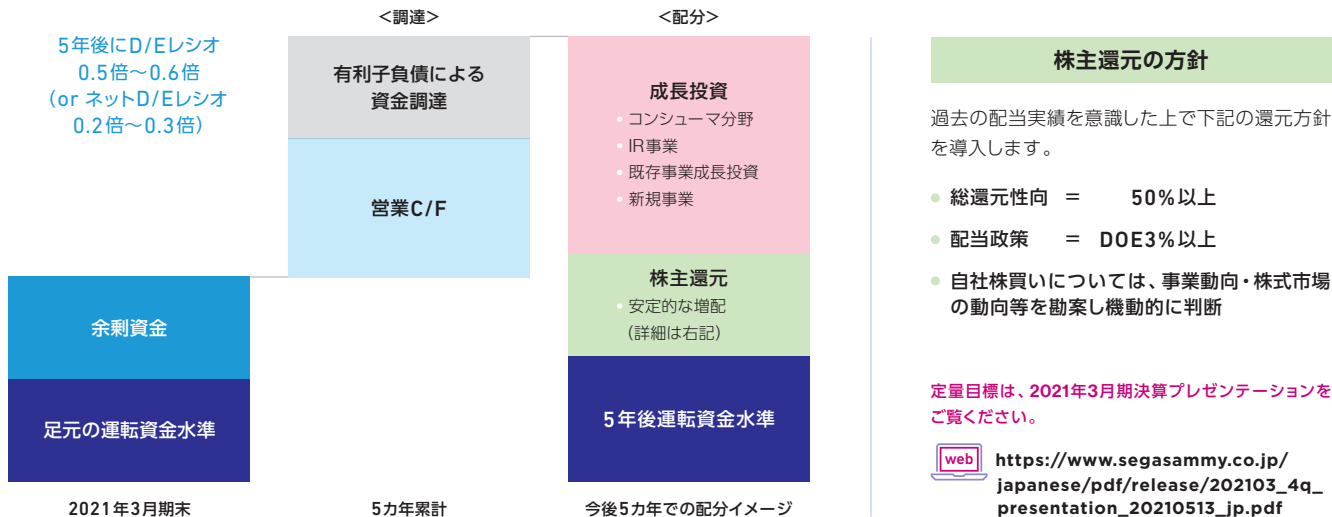 5年後にD/Eレシオ
0.5倍～0.6倍
（or ネットD/Eレシオ
0.2倍～0.3倍）
余剰資金
足元の運転資金水準
2021年3月期末
＜調達＞
有利子負債による
資金調達
営業C/F
5カ年累計
＜配分＞
成長投資
• コンシューマ分野
• IR事業
• 既存事業成長投資
• 新規事業
株主還元
• 安定的な増配
（詳細は右記）
5年後運転資金水準
今後5カ年での配分イメージ
株主還元の方針
過去の配当実績を意識した上で下記の還元方針
を導入します。
● 総還元性向 ＝ 50%以上
● 配当政策 ＝ DOE3%以上
● 自社株買いについては、事業動向・株式市場
の動向等を勘案し機動的に判断
定量目標は、2021年3月期決算プレゼンテーションを
ご覧ください。
web
https://www.segasammy.co.jp/
japanese/pdf/release/202103_4q_
presentation_20210513_jp.pdf